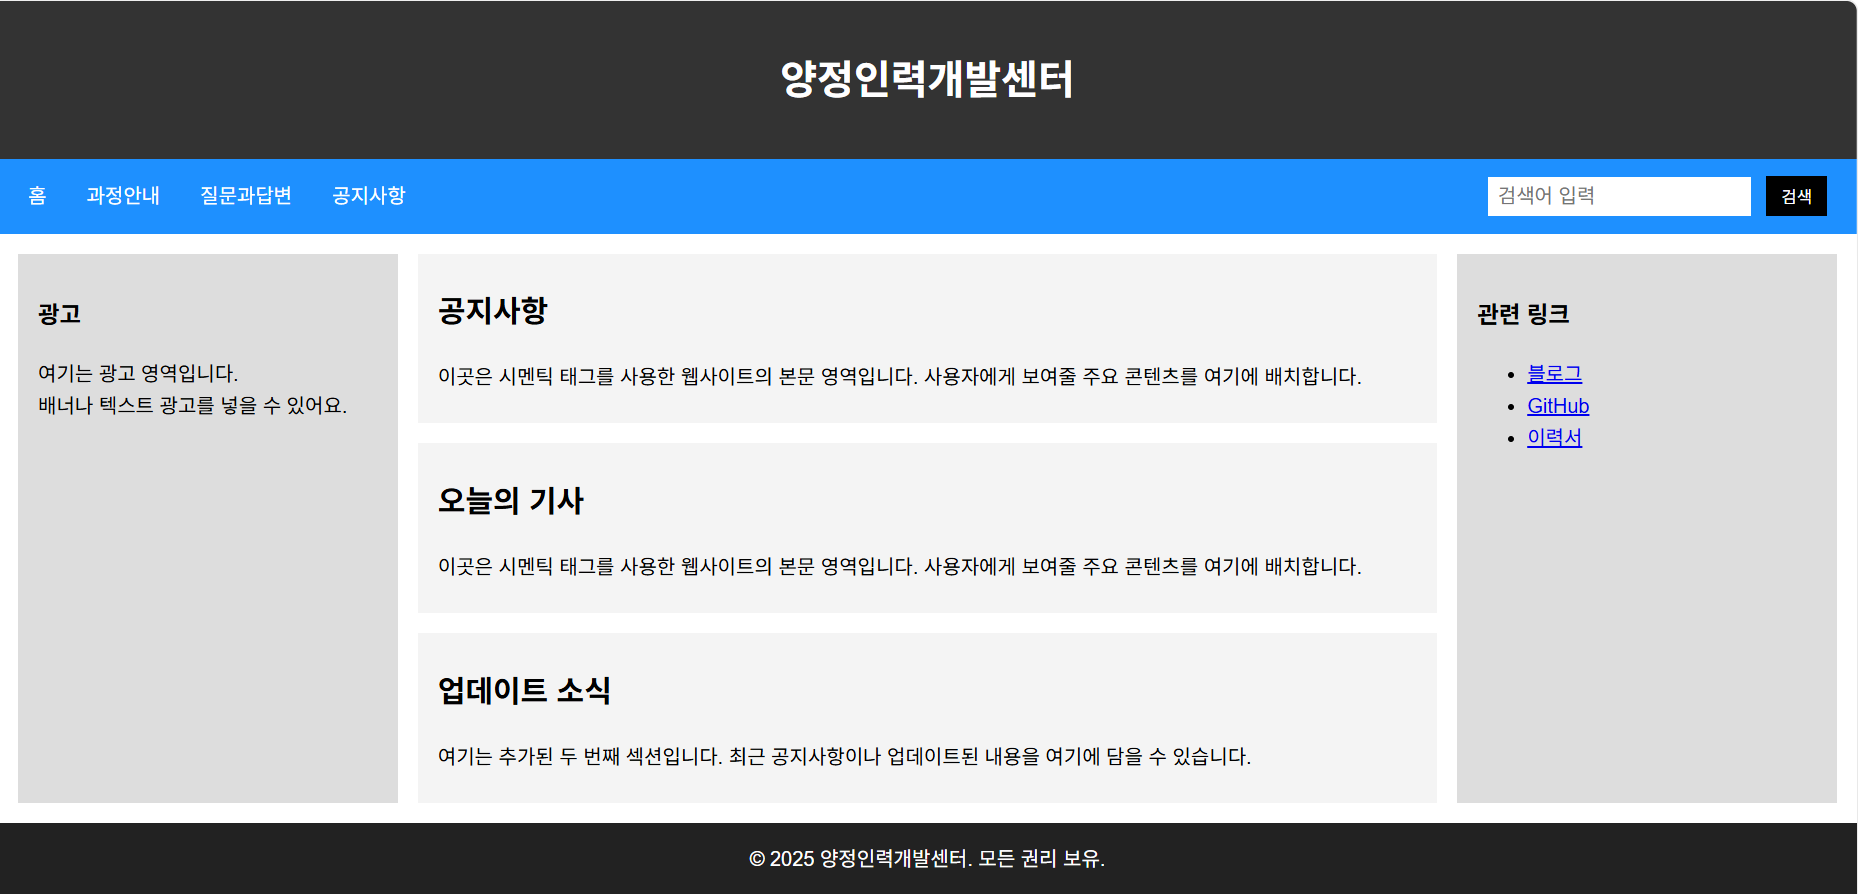 양정인력개발센터
홈 과정안내 질문과답변 공지사항 검색어 입력 검색
광고
여기는 광고 영역입니다.
배너나 텍스트 광고를 넣을 수 있어요.
공지사항
이곳은 시멘틱 태그를 사용한 웹사이트의 본문 영역입니다. 사용자에게 보여줄 주요 콘텐츠를 여기에 배치합니다.
오늘의 기사
이곳은 시멘틱 태그를 사용한 웹사이트의 본문 영역입니다. 사용자에게 보여줄 주요 콘텐츠를 여기에 배치합니다.
업데이트 소식
여기는 추가된 두 번째 섹션입니다. 최근 공지사항이나 업데이트된 내용을 여기에 담을 수 있습니다.
관련 링크
• 블로그
• GitHub
• 이력서
© 2025 양정인력개발센터. 모든 권리 보유.